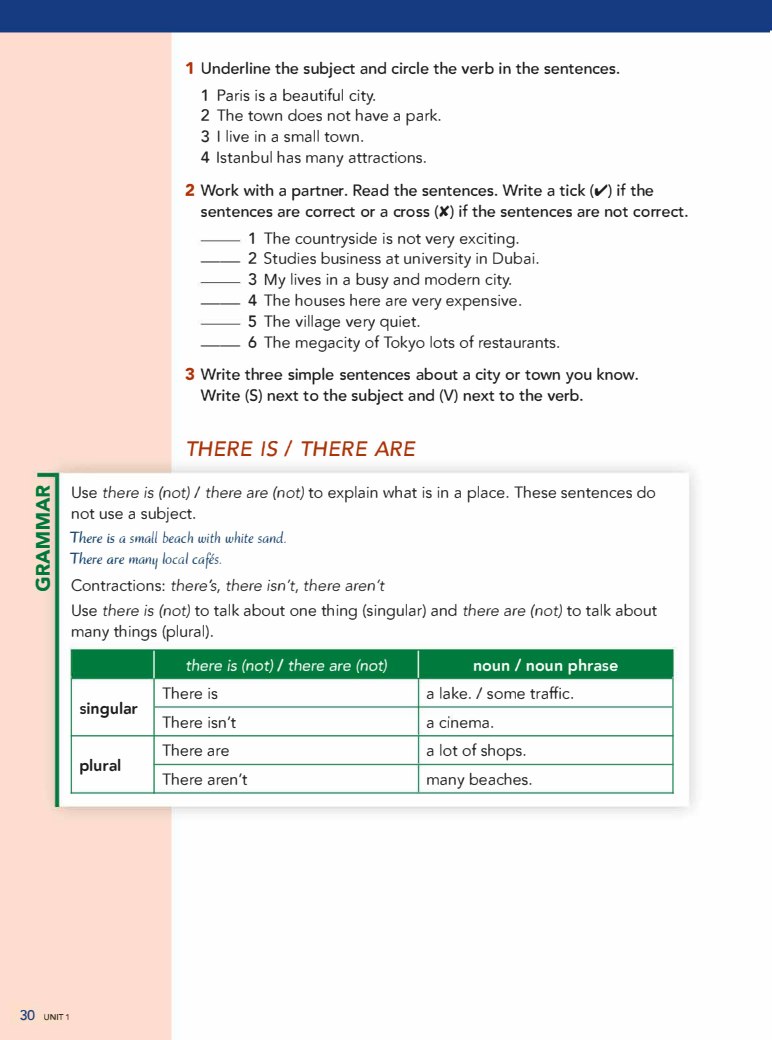 1 Underline the subject and circle the verb in the sentences.
1 Paris is a beautiful city.
2 The town does not have a park.
3 I live in a small town.
4 Istanbul has many attractions.
2 Work with a partner. Read the sentences. Write a tick (✔) if the
sentences are correct or a cross (✘) if the sentences are not correct.
_____ 1 The countryside is not very exciting.
_____ 2 Studies business at university in Dubai.
_____ 3 My lives in a busy and modern city.
_____ 4 The houses here are very expensive.
_____ 5 The village very quiet.
_____ 6 The megacity of Tokyo lots of restaurants.
3 Write three simple sentences about a city or town you know.
Write (S) next to the subject and (V) next to the verb.
THERE IS / THERE ARE
GRAMMAR
Use there is (not) / there are (not) to explain what is in a place. These sentences do
not use a subject.
There is a small beach with white sand.
There are many local cafés.
Contractions: there's, there isn't, there aren't
Use there is (not) to talk about one thing (singular) and there are (not) to talk about
many things (plural).
there is (not) / there are (not) noun / noun phrase
singular
There is a lake. / some traffic.
There isn't a cinema.
plural
There are a lot of shops.
There aren't many beaches.
30 UNIT 1